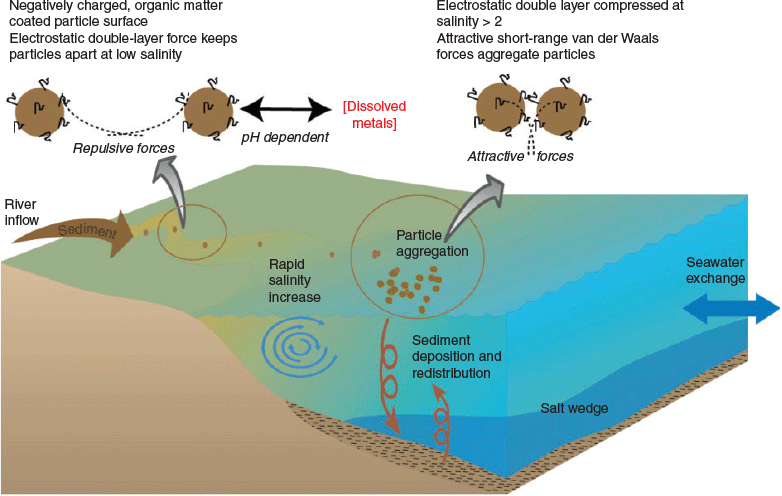 Negatively charged, organic matter
coated particle surface
Electrostatic double-layer force keeps
particles apart at low salinity
Electrostatic double layer compressed at
salinity > 2
Attractive short-range van der Waals
forces aggregate particles
Repulsive forces
pH dependent
[Dissolved
metals]
Attractive forces
River
inflow
Sediment
Particle
aggregation
Rapid
salinity
increase
Seawater
exchange
Sediment
deposition and
redistribution
Salt wedge